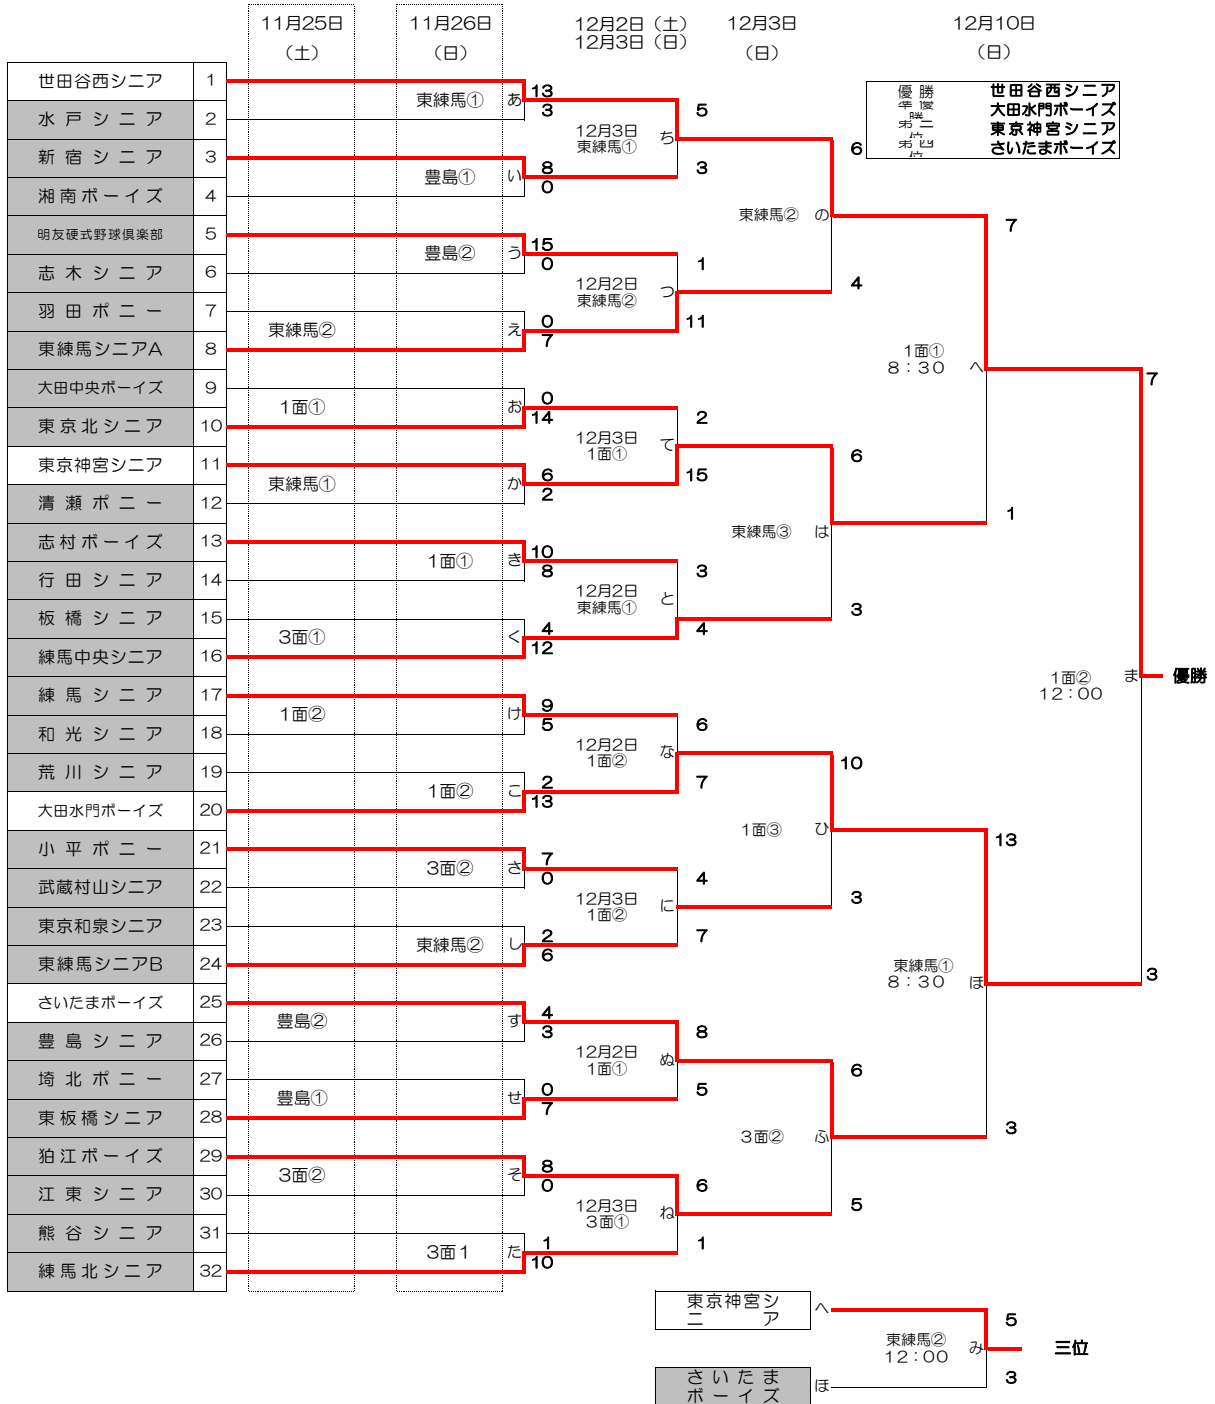 11月25日
（土）
11月26日
（日）
12月2日（土）
12月3日（日）
12月3日
（日）
12月10日
（日）
優勝 世田谷西シニア
準優勝 大田水門ボーイズ
第三位 東京神宮シニア
第四位 さいたまボーイズ
世田谷西シニア 1
水戸シニア 2
新宿シニア 3
湘南ボーイズ 4
明友硬式野球倶楽部 5
志木シニア 6
羽田ポニー 7
東練馬シニアA 8
大田中央ボーイズ 9
東京北シニア 10
東京神宮シニア 11
清瀬ポニー 12
志村ボーイズ 13
行田シニア 14
板橋シニア 15
練馬中央シニア 16
練馬シニア 17
和光シニア 18
荒川シニア 19
大田水門ボーイズ 20
小平ポニー 21
武蔵村山シニア 22
東京和泉シニア 23
東練馬シニアB 24
さいたまボーイズ 25
豊島シニア 26
埼北ポニー 27
東板橋シニア 28
狛江ボーイズ 29
江東シニア 30
熊谷シニア 31
練馬北シニア 32
東練馬① あ 13
3
豊島① い 8
0
豊島② う 15
0
東練馬② え 0
7
1面① お 0
14
東練馬① か 6
2
1面① き 10
8
3面① く 4
12
1面② け 9
5
1面② こ 2
13
3面② さ 7
0
東練馬② し 2
6
豊島② す 4
3
豊島① せ 0
7
3面② そ 8
0
3面1 た 1
10
12月3日
東練馬① ち
5
3
12月2日
東練馬② つ
1
11
12月3日
1面① て
2
15
12月2日
東練馬① と
3
4
12月2日
1面② な
6
7
12月3日
1面② に
4
7
12月2日
1面① ぬ
8
5
12月3日
3面① ね
6
1
東練馬② の
6
4
東練馬③ は
6
3
1面③ ひ
10
3
3面② ふ
6
5
1面①
8：30 へ
7
1
東練馬①
8：30 ほ
13
3
1面②
12：00 ま
7
3
優勝
東京神宮シ
ニア
へ
さいたま
ボーイズ
ほ
東練馬②
12：00 み
5
3
三位